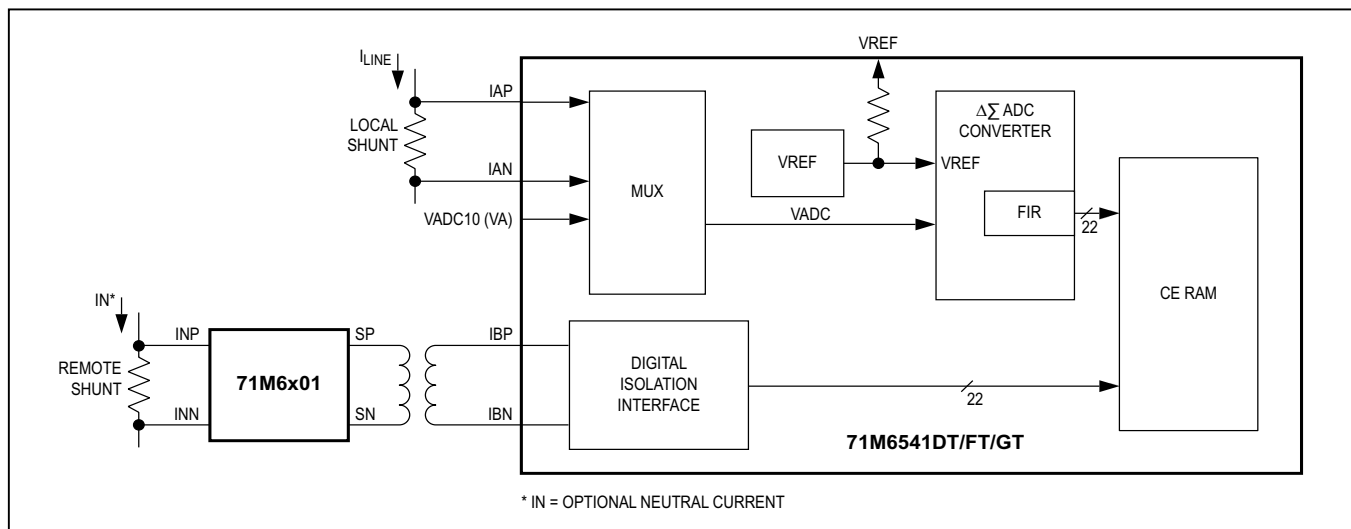 VREF
ILINE
IAP
LOCAL
SHUNT
IAN
VADC10 (VA)
MUX
VREF
VREF
ΔΣ ADC
CONVERTER
FIR
22
VADC
CE RAM
IN*
INP
REMOTE
SHUNT
INN
71M6x01
SP
SN
IBP
IBN
DIGITAL
ISOLATION
INTERFACE
22
71M6541DT/FT/GT
* IN = OPTIONAL NEUTRAL CURRENT